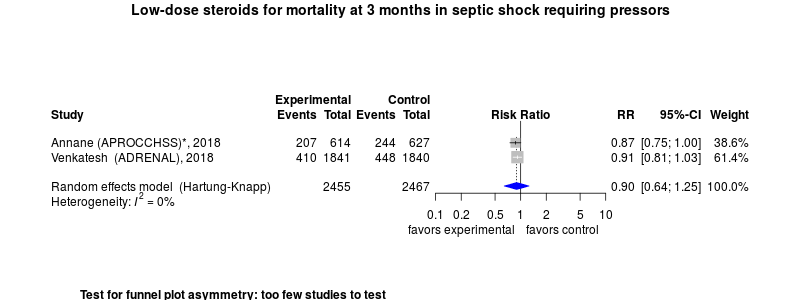 Low-dose steroids for mortality at 3 months in septic shock requiring pressors
Experimental Control
Study Events Total Events Total Risk Ratio RR 95%-CI Weight
Annane (APROCCHSS)*, 2018 207 614 244 627 0.87 [0.75; 1.00] 38.6%
Venkatesh (ADRENAL), 2018 410 1841 448 1840 0.91 [0.81; 1.03] 61.4%
Random effects model (Hartung-Knapp) 2455 2467 0.90 [0.64; 1.25] 100.0%
Heterogeneity: I² = 0%
0.1 0.2 0.5 1 2 5 10
favors experimental favors control
Test for funnel plot asymmetry: too few studies to test